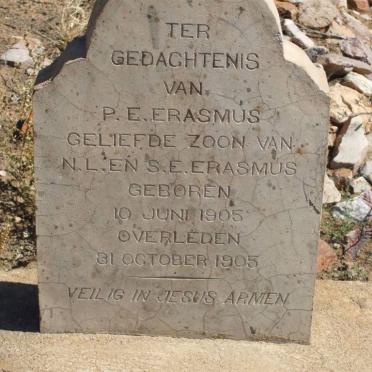 TER
GEDACHTENIS
VAN
P.E. ERASMUS
GELIEFDE ZOON VAN
N.L. EN S.E. ERASMUS
GEBOREN
10 JUNI 1905
OVERLEDEN
31 OCTOBER 1905
VEILIG IN JESUS ARMEN